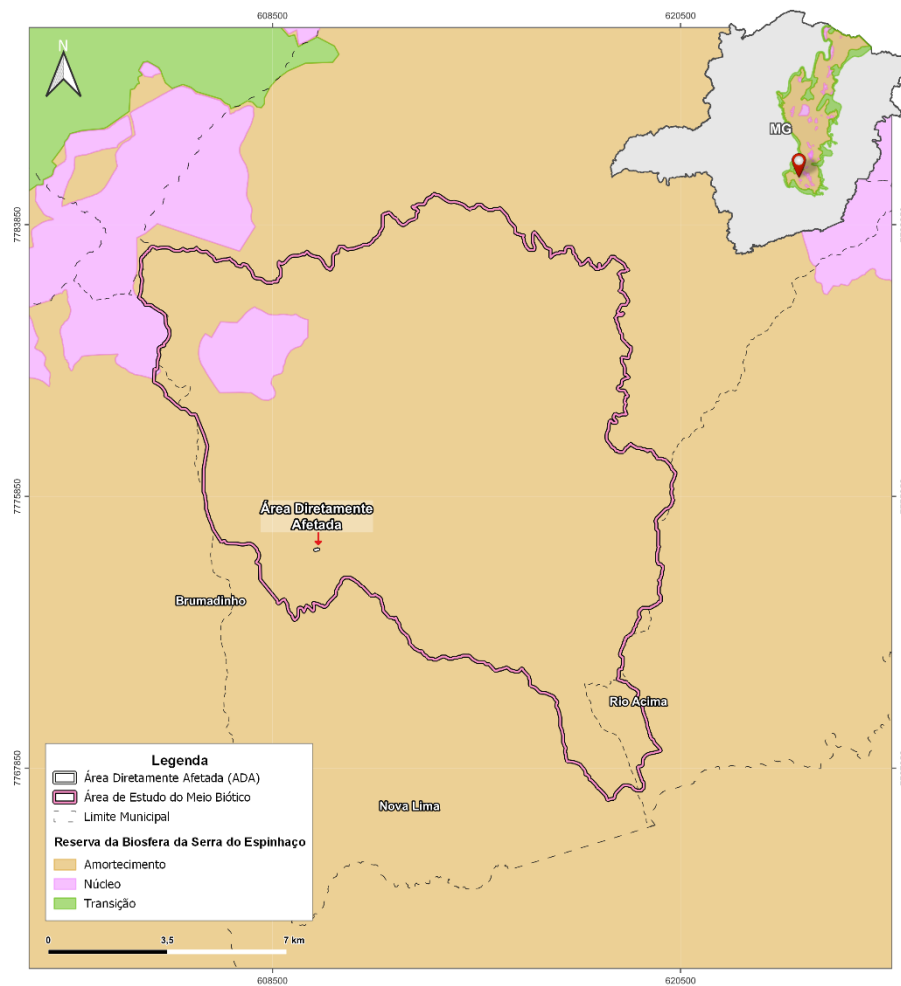 608500
620500
N
MG
7783850
7775850
Área Diretamente
Afetada
Brumadinho
Rio Acima
Nova Lima
7767850
Legenda
Área Diretamente Afetada (ADA)
Área de Estudo do Meio Biótico
Limite Municipal
Reserva da Biosfera da Serra do Espinhaço
Amortecimento
Núcleo
Transição
0 3,5 7 km
608500
620500